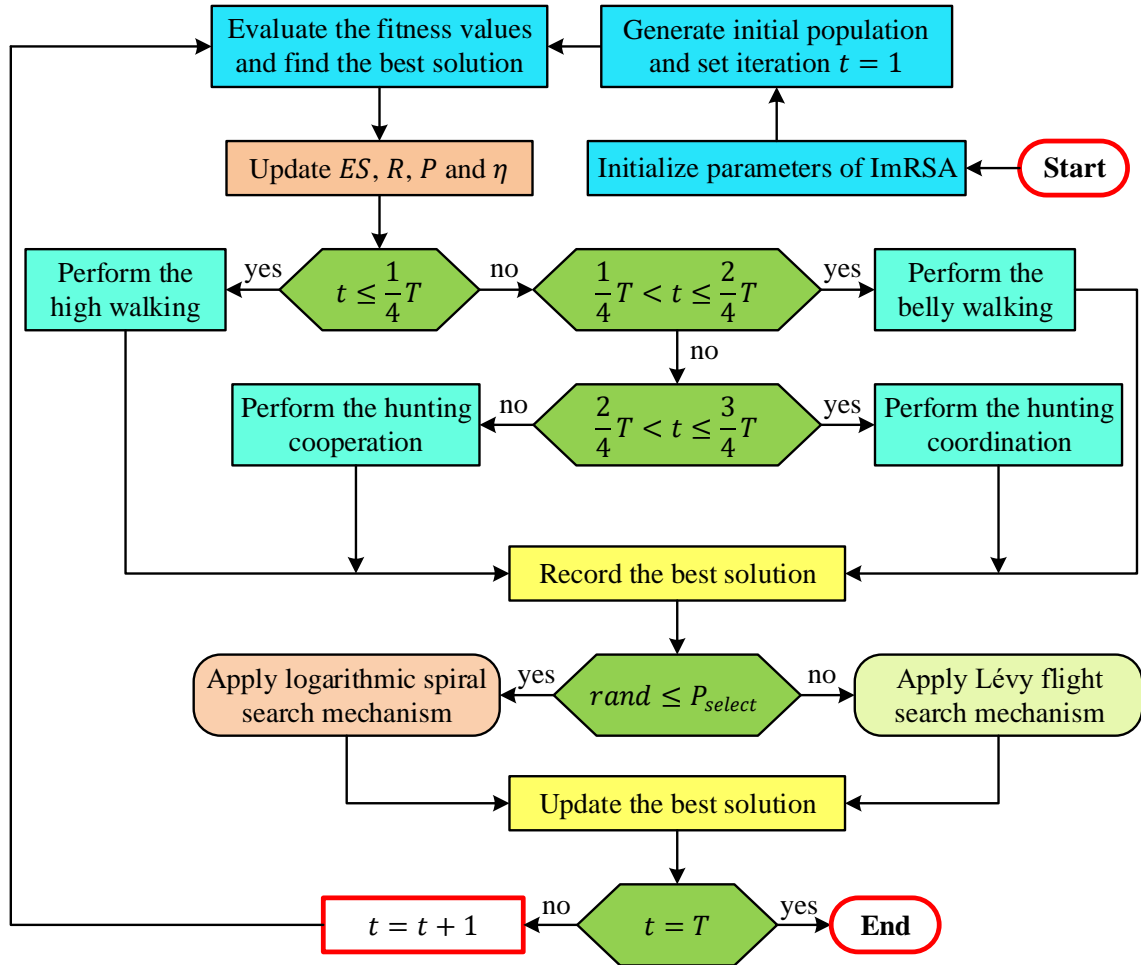 Evaluate the fitness values
and find the best solution
Generate initial population
and set iteration t = 1
Update ES, R, P and η
Initialize parameters of ImRSA
Start
Perform the
high walking
yes
t ≤ 1/4 T
no
1/4 T < t ≤ 2/4 T
yes
Perform the
belly walking
no
Perform the hunting
cooperation
no
2/4 T < t ≤ 3/4 T
yes
Perform the hunting
coordination
Record the best solution
Apply logarithmic spiral
search mechanism
yes
rand ≤ P_select
no
Apply Lévy flight
search mechanism
Update the best solution
t = t + 1
no
t = T
yes
End